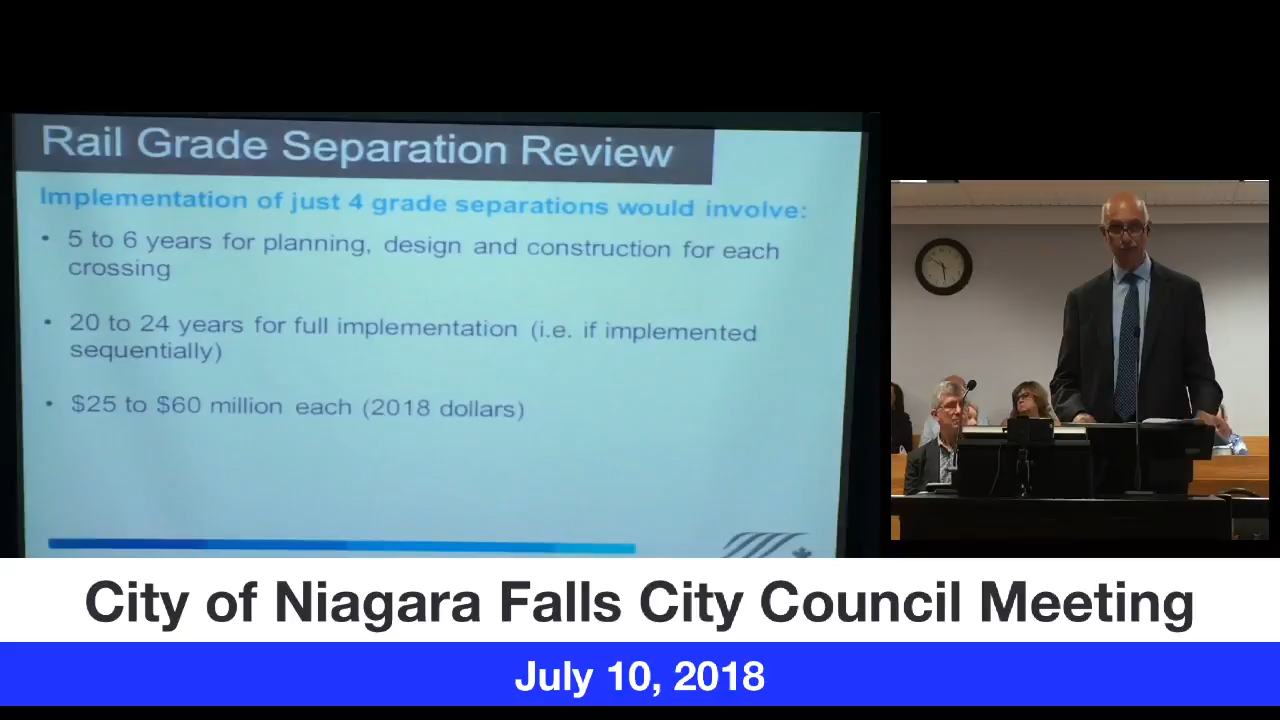 Rail Grade Separation Review
Implementation of just 4 grade separations would involve:
• 5 to 6 years for planning, design and construction for each
crossing
• 20 to 24 years for full implementation (i.e. if implemented
sequentially)
• $25 to $60 million each (2018 dollars)
City of Niagara Falls City Council Meeting
July 10, 2018